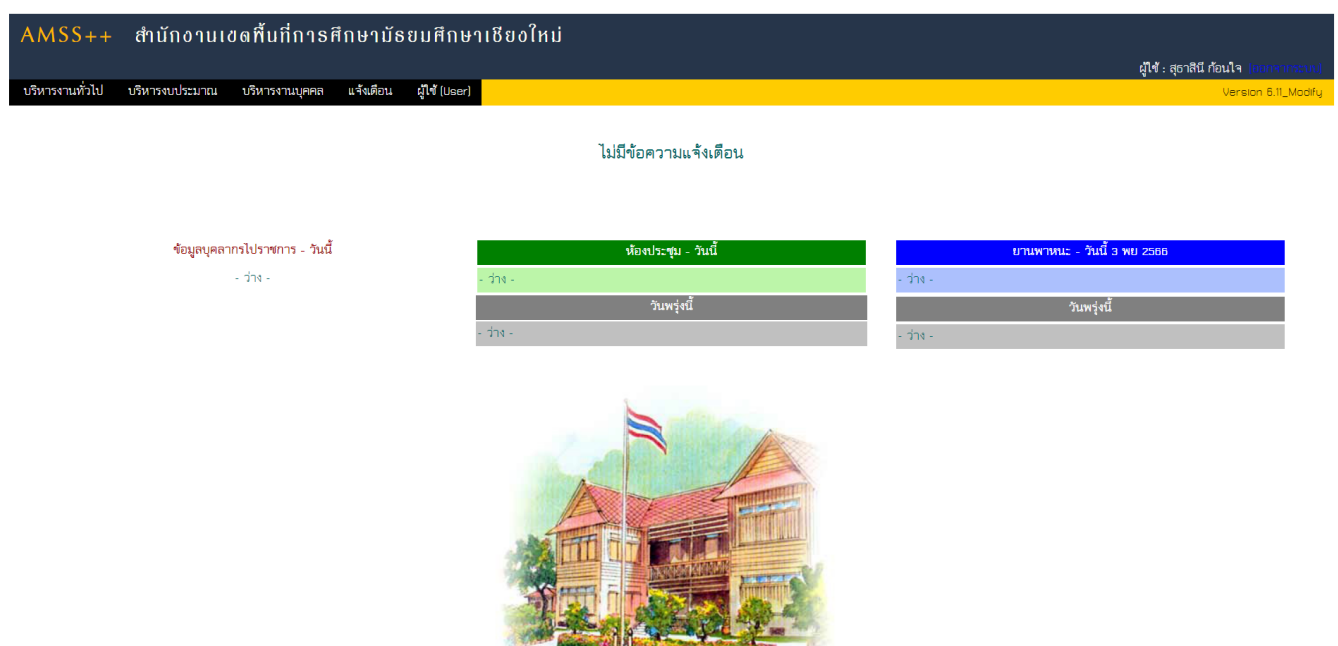 AMSS++ สำนักงานเขตพื้นที่การศึกษามัธยมศึกษาเชียงใหม่
ผู้ใช้ : สุธาสินี ก้อนใจ [ออกจากระบบ]
บริหารงานทั่วไป บริหารงบประมาณ บริหารงานบุคคล แจ้งเตือน ผู้ใช้ (User) Version 6.11_Modify
ไม่มีข้อความแจ้งเตือน
ข้อมูลบุคลากรไปราชการ - วันนี้
- ว่าง -
ห้องประชุม - วันนี้
- ว่าง -
วันพรุ่งนี้
- ว่าง -
ยานพาหนะ - วันนี้ 3 พย 2566
- ว่าง -
วันพรุ่งนี้
- ว่าง -